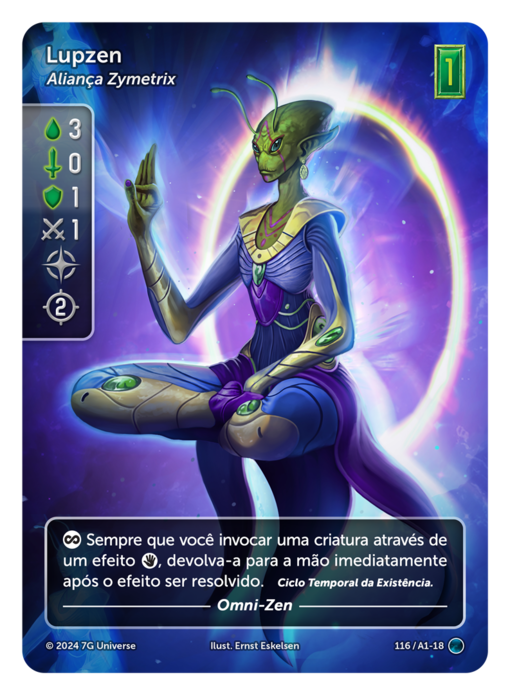 Lupzen
Aliança Zymetrix
1
3
0
1
1
2
Sempre que você invocar uma criatura através de
um efeito , devolva-a para a mão imediatamente
após o efeito ser resolvido. Ciclo Temporal da Existência.
Omni-Zen
© 2024 7G Universe Ilust. Ernst Eskelsen 116 / A1-18